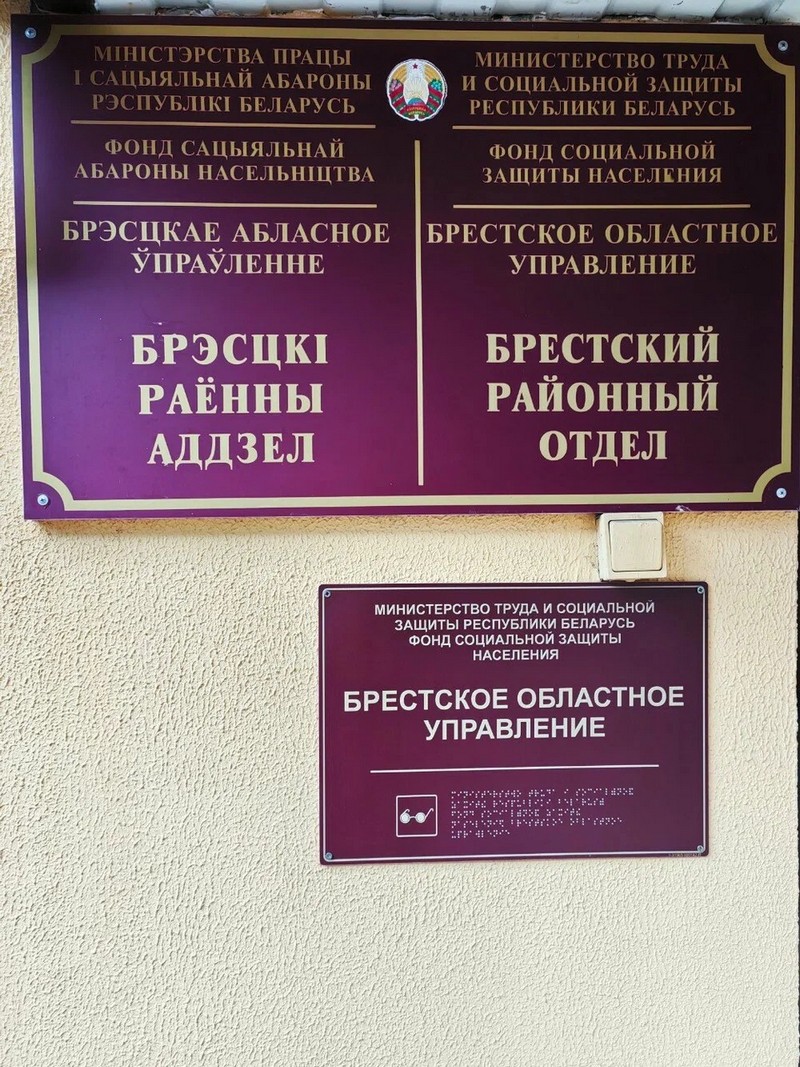 МІНІСТЭРСТВА ПРАЦЫ
І САЦЫЯЛЬНАЙ АБАРОНЫ
РЭСПУБЛІКІ БЕЛАРУСЬ
ФОНД САЦЫЯЛЬНАЙ
АБАРОНЫ НАСЕЛЬНІЦТВА
БРЭСЦКАЕ АБЛАСНОЕ
ЎПРАЎЛЕННЕ
БРЭСЦКІ
РАЁННЫ
АДДЗЕЛ
МИНИСТЕРСТВО ТРУДА
И СОЦИАЛЬНОЙ ЗАЩИТЫ
РЕСПУБЛИКИ БЕЛАРУСЬ
ФОНД СОЦИАЛЬНОЙ
ЗАЩИТЫ НАСЕЛЕНИЯ
БРЕСТСКОЕ ОБЛАСТНОЕ
УПРАВЛЕНИЕ
БРЕСТСКИЙ
РАЙОННЫЙ
ОТДЕЛ
МИНИСТЕРСТВО ТРУДА И СОЦИАЛЬНОЙ
ЗАЩИТЫ РЕСПУБЛИКИ БЕЛАРУСЬ
ФОНД СОЦИАЛЬНОЙ ЗАЩИТЫ
НАСЕЛЕНИЯ
БРЕСТСКОЕ ОБЛАСТНОЕ
УПРАВЛЕНИЕ